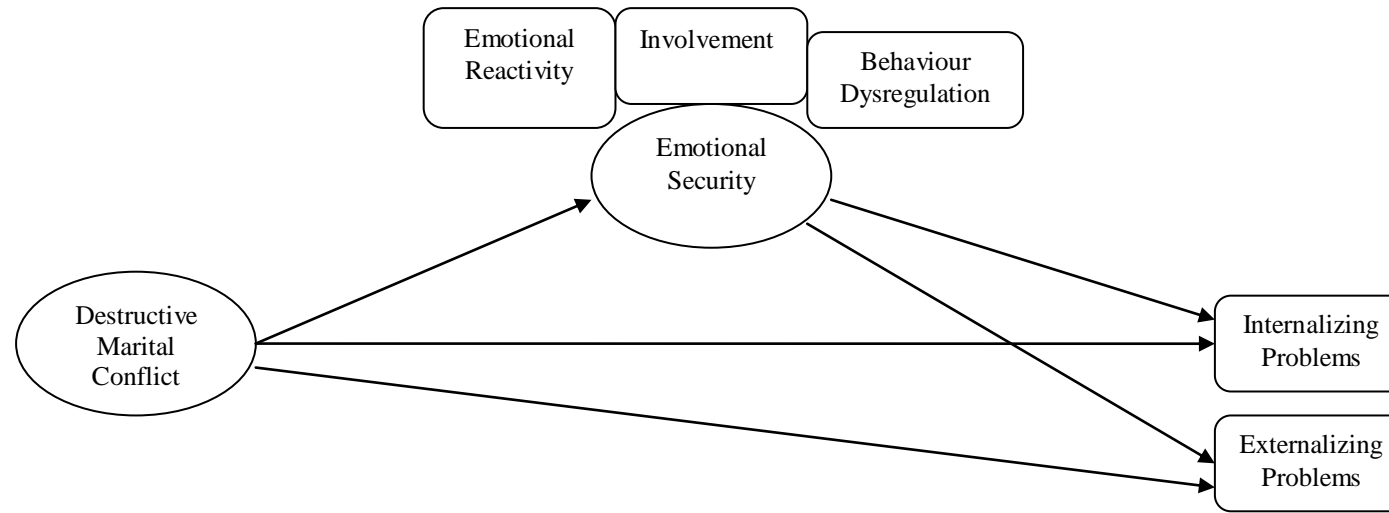 Emotional
Reactivity
Involvement
Behaviour
Dysregulation
Emotional
Security
Destructive
Marital
Conflict
Internalizing
Problems
Externalizing
Problems